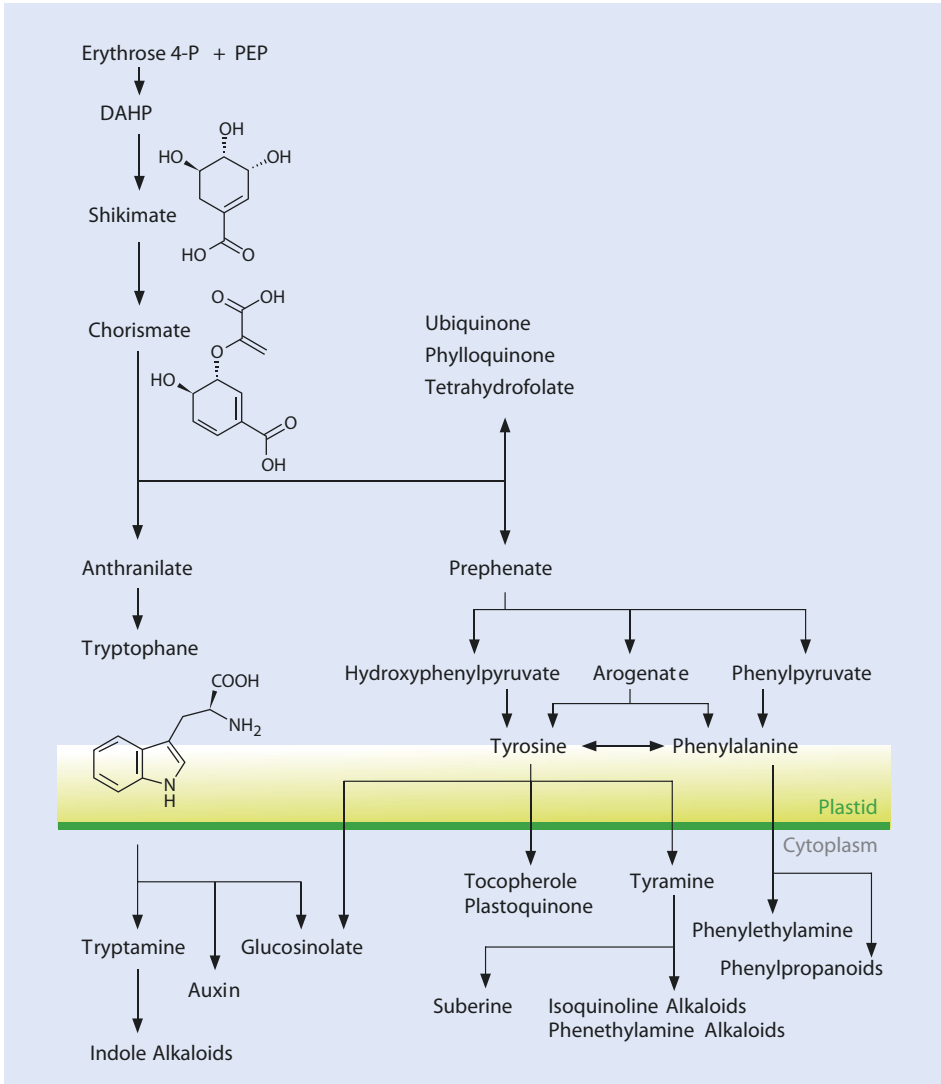 Erythrose 4-P + PEP
DAHP
OH
HO
OH
Shikimate
HO
O
O
OH
Chorismate
O
HO
O
OH
Ubiquinone
Phylloquinone
Tetrahydrofolate
Anthranilate
Prephenate
Tryptophane
Hydroxyphenylpyruvate
Arogenate
Phenylpyruvate
COOH
NH2
N
H
Tyrosine
Phenylalanine
Plastid
Cytoplasm
Tocopherole
Plastoquinone
Tyramine
Tryptamine
Glucosinolate
Auxin
Phenylethylamine
Phenylpropanoids
Suberine
Isoquinoline Alkaloids
Phenethylamine Alkaloids
Indole Alkaloids